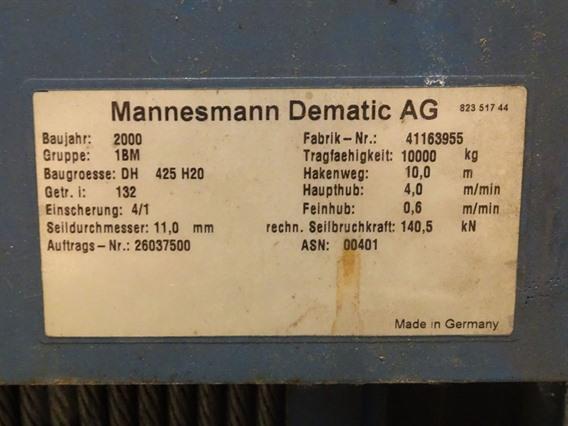 Mannesmann Dematic AG 823 517 44
Baujahr: 2000 Fabrik-Nr.: 41163955
Gruppe: 1BM Tragfaehigkeit: 10000 kg
Baugroesse: DH 425 H20 Hakenweg: 10,0 m
Getr. i: 132 Haupthub: 4,0 m/min
Einscherung: 4/1 Feinhub: 0,6 m/min
Seildurchmesser: 11,0 mm rechn. Seilbruchkraft: 140,5 kN
Auftrags-Nr.: 26037500 ASN: 00401
Made in Germany